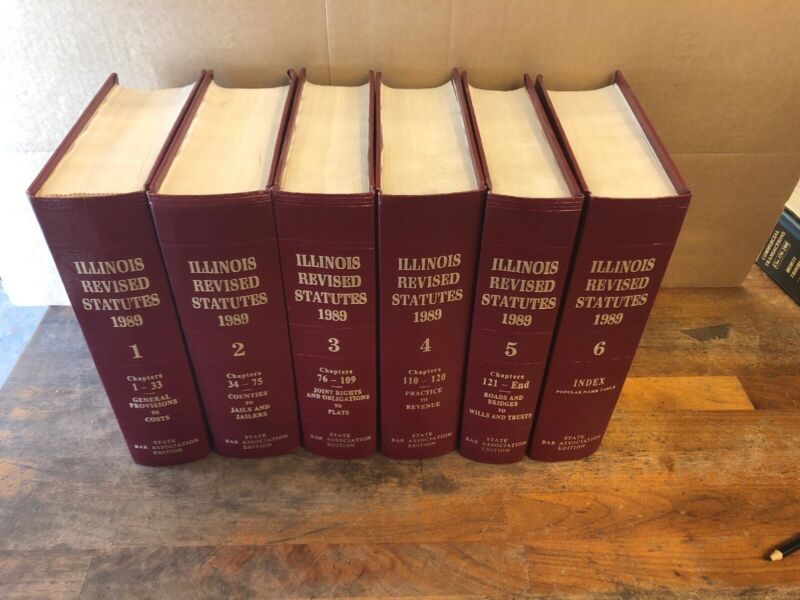 ILLINOIS
REVISED
STATUTES
1989
1
Chapters
1 – 33
GENERAL
PROVISIONS
TO
COSTS
STATE
BAR ASSOCIATION
EDITION
ILLINOIS
REVISED
STATUTES
1989
2
Chapters
34 – 75
COUNTIES
TO
JAILS AND
JAILERS
STATE
BAR ASSOCIATION
EDITION
ILLINOIS
REVISED
STATUTES
1989
3
Chapters
76 – 109
JOINT RIGHTS
AND OBLIGATIONS
TO
PLATS
STATE
BAR ASSOCIATION
EDITION
ILLINOIS
REVISED
STATUTES
1989
4
Chapters
110 – 120
PRACTICE
TO
REVENUE
STATE
BAR ASSOCIATION
EDITION
ILLINOIS
REVISED
STATUTES
1989
5
Chapters
121 – End
ROADS AND
BRIDGES
TO
WILLS AND TRUSTS
STATE
BAR ASSOCIATION
EDITION
ILLINOIS
REVISED
STATUTES
1989
6
INDEX
POPULAR NAME TABLE
STATE
BAR ASSOCIATION
EDITION
COMMERCIAL
TRANSACTIONS